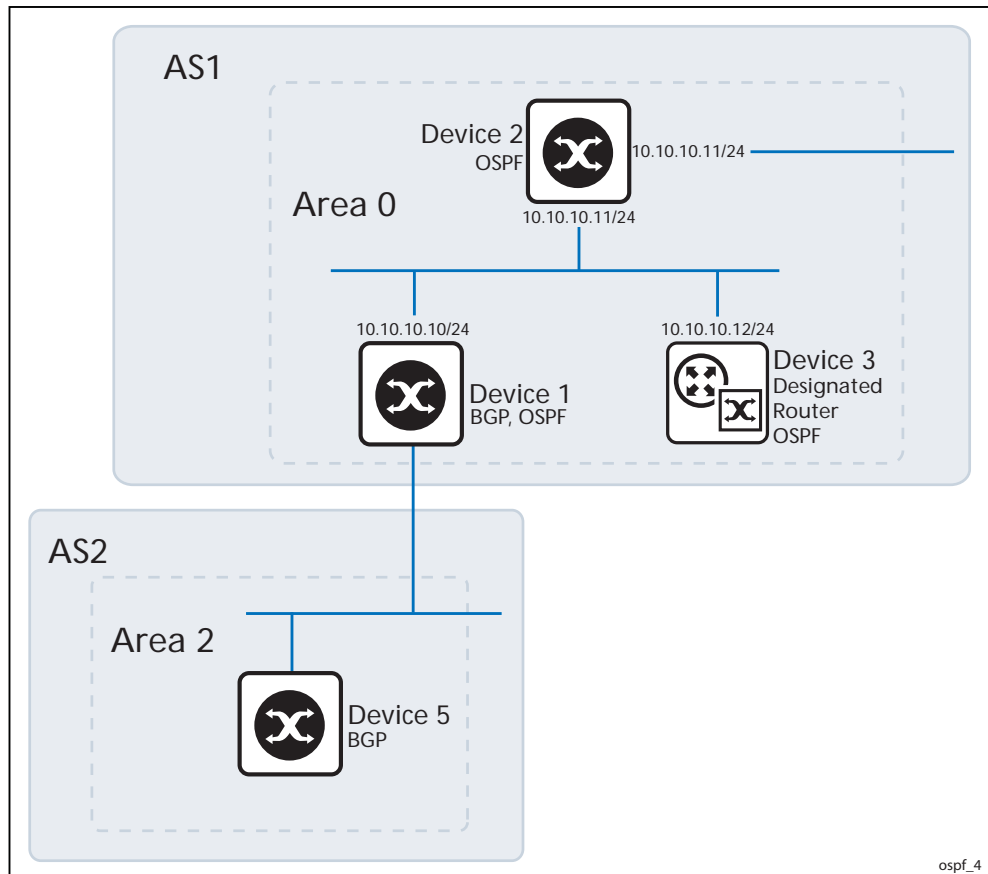 AS1
Device 2
OSPF
10.10.10.11/24
10.10.10.11/24
Area 0
10.10.10.10/24
Device 1
BGP, OSPF
10.10.10.12/24
Device 3
Designated
Router
OSPF
AS2
Area 2
Device 5
BGP
ospf_4